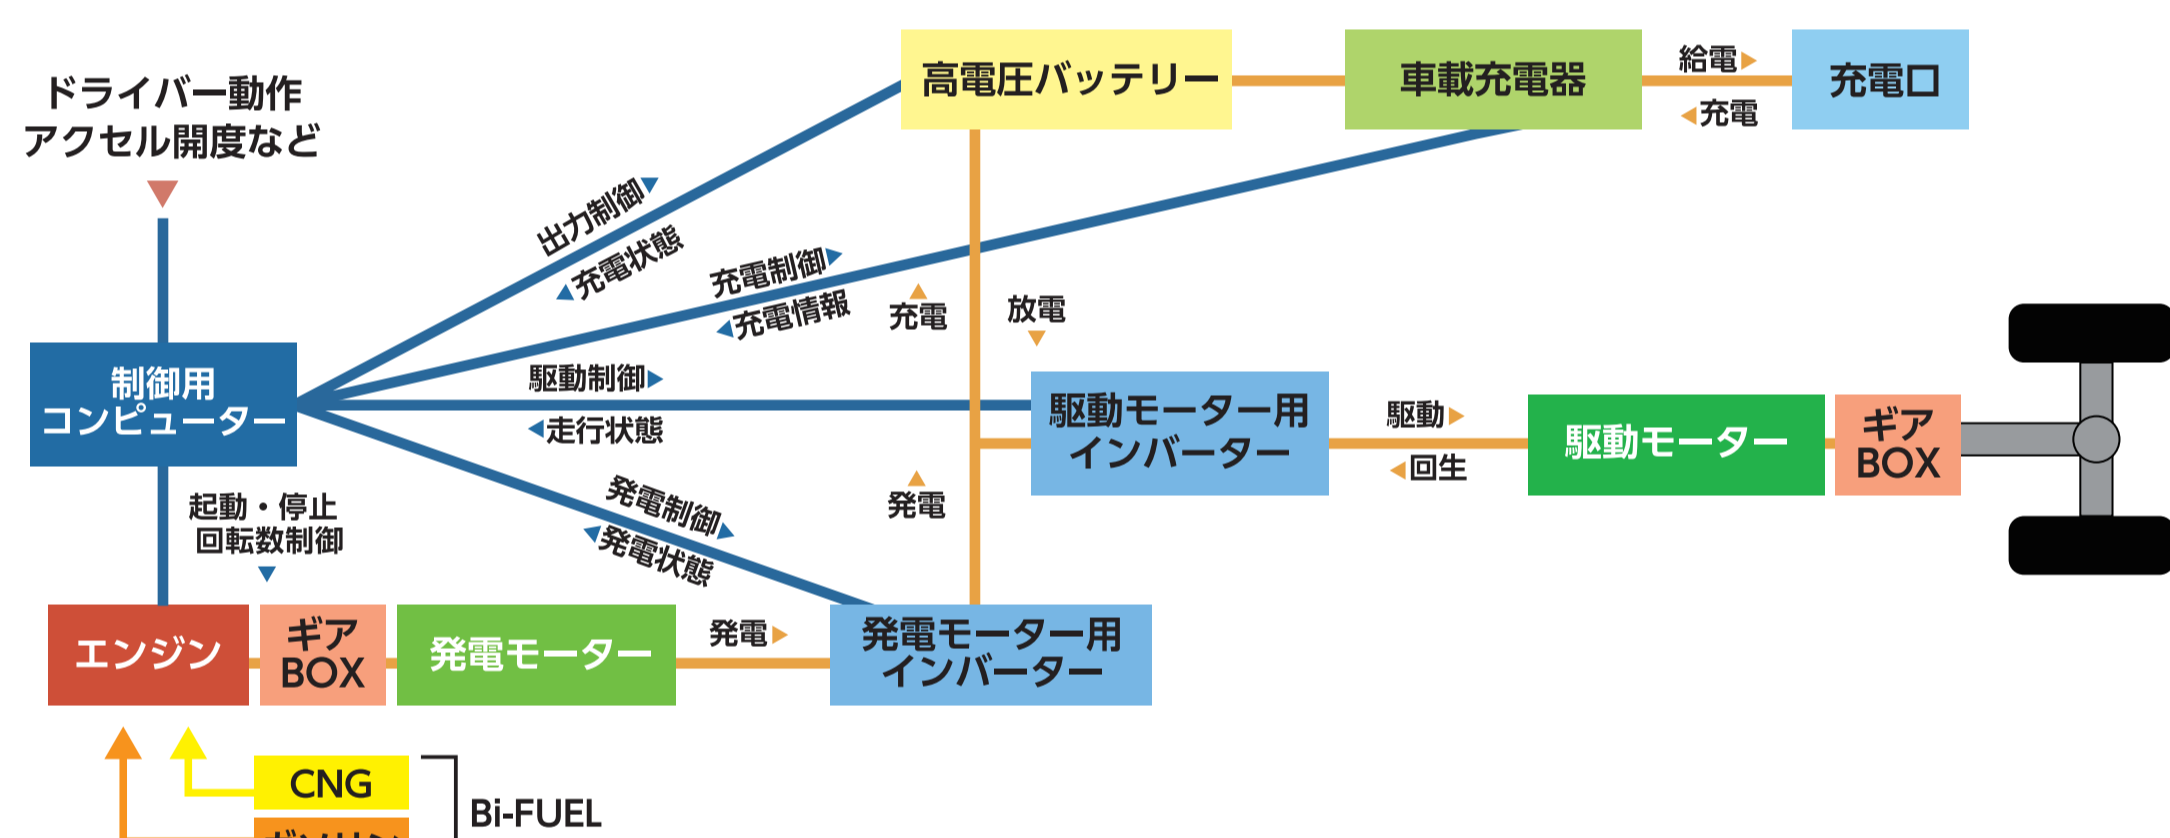 ドライバー動作
アクセル開度など
高電圧バッテリー
車載充電器
給電
充電
充電口
出力制御
充電状態
充電制御
充電情報
充電
放電
制御用
コンピューター
駆動制御
走行状態
駆動モーター用
インバーター
駆動
回生
駆動モーター
ギア
BOX
発電
起動・停止
回転数制御
発電制御
発電状態
エンジン
ギア
BOX
発電モーター
発電
発電モーター用
インバーター
CNG
ガソリン
Bi-FUEL